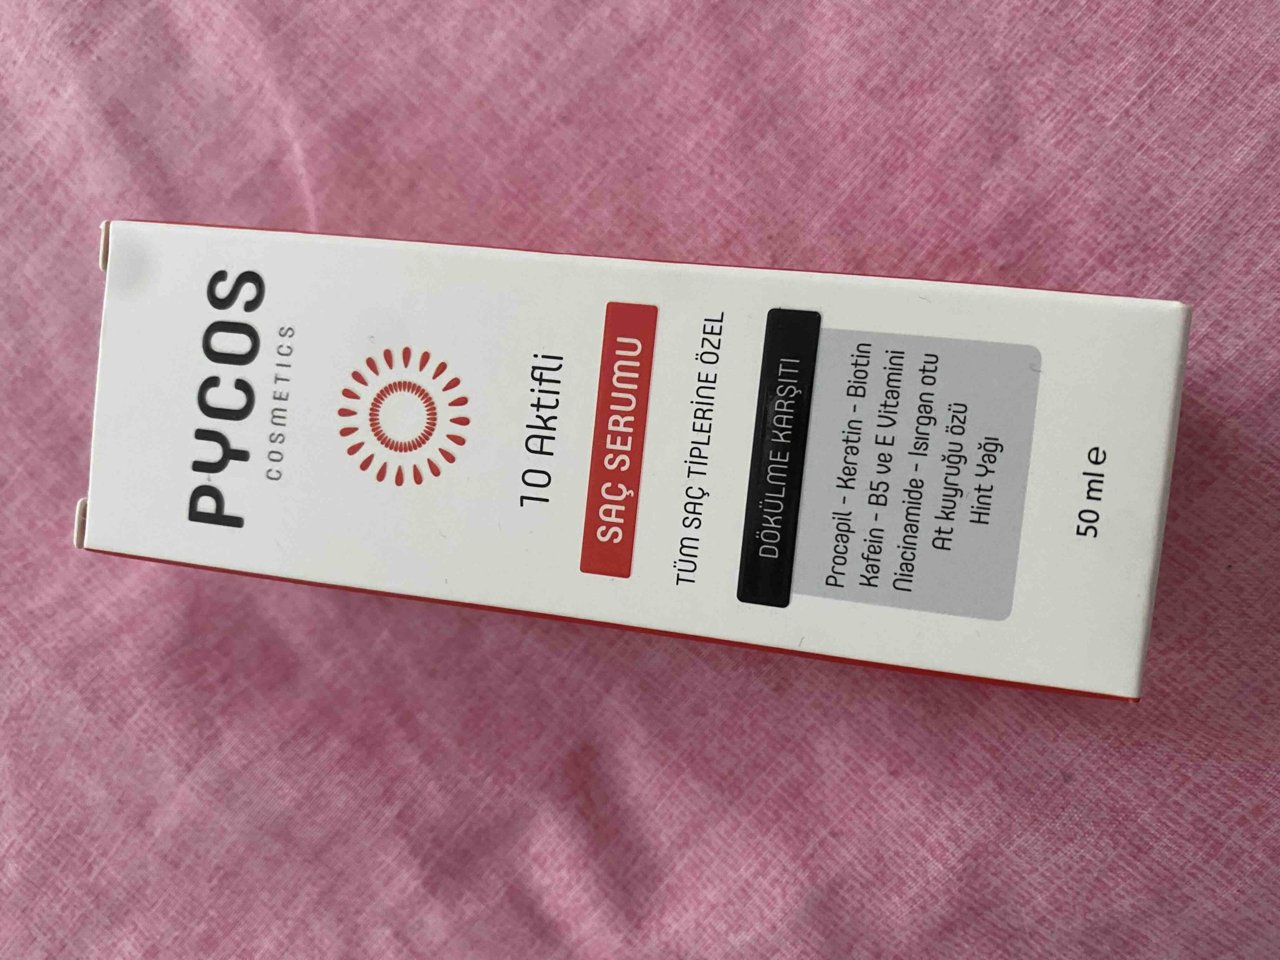 PYCOS
COSMETICS
10 Aktifli
SAÇ SERUMU
TÜM SAÇ TİPLERİNE ÖZEL
DÖKÜLME KARŞITI
Procapil - Keratin - Biotin
Kafein - B5 ve E Vitamini
Niacinamide - Isırgan otu
At kuyruğu özü
Hint Yağı
50 ml e